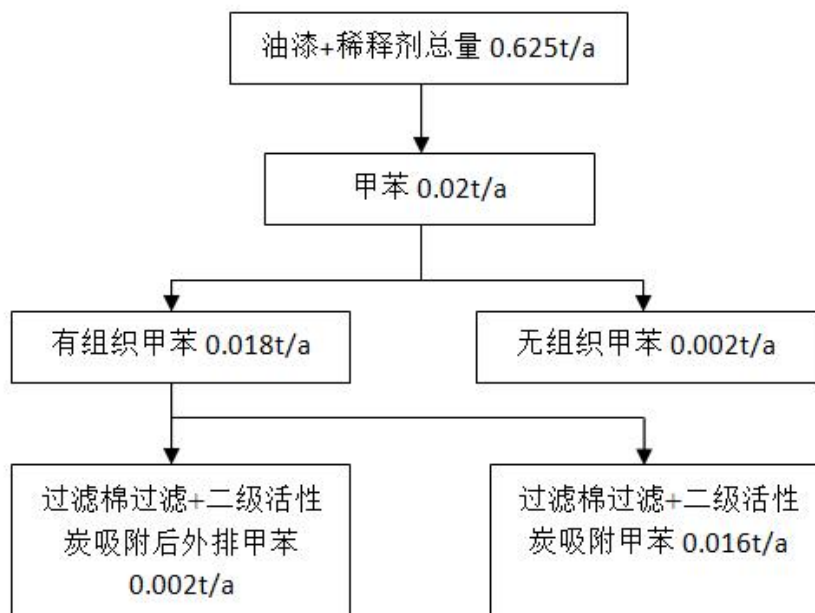 油漆+稀释剂总量 0.625t/a
甲苯 0.02t/a
有组织甲苯 0.018t/a
无组织甲苯 0.002t/a
过滤棉过滤+二级活性
炭吸附后外排甲苯
0.002t/a
过滤棉过滤+二级活性
炭吸附甲苯 0.016t/a